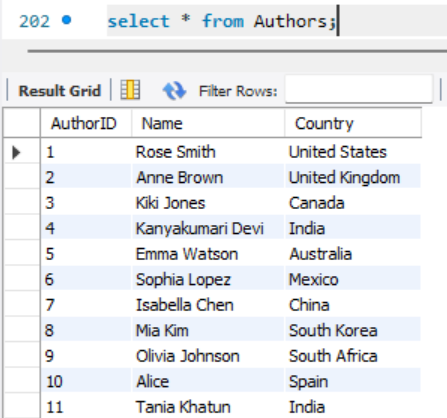 202 select * from Authors;
Result Grid Filter Rows:
AuthorID Name Country
1 Rose Smith United States
2 Anne Brown United Kingdom
3 Kiki Jones Canada
4 Kanyakumari Devi India
5 Emma Watson Australia
6 Sophia Lopez Mexico
7 Isabella Chen China
8 Mia Kim South Korea
9 Olivia Johnson South Africa
10 Alice Spain
11 Tania Khatun India